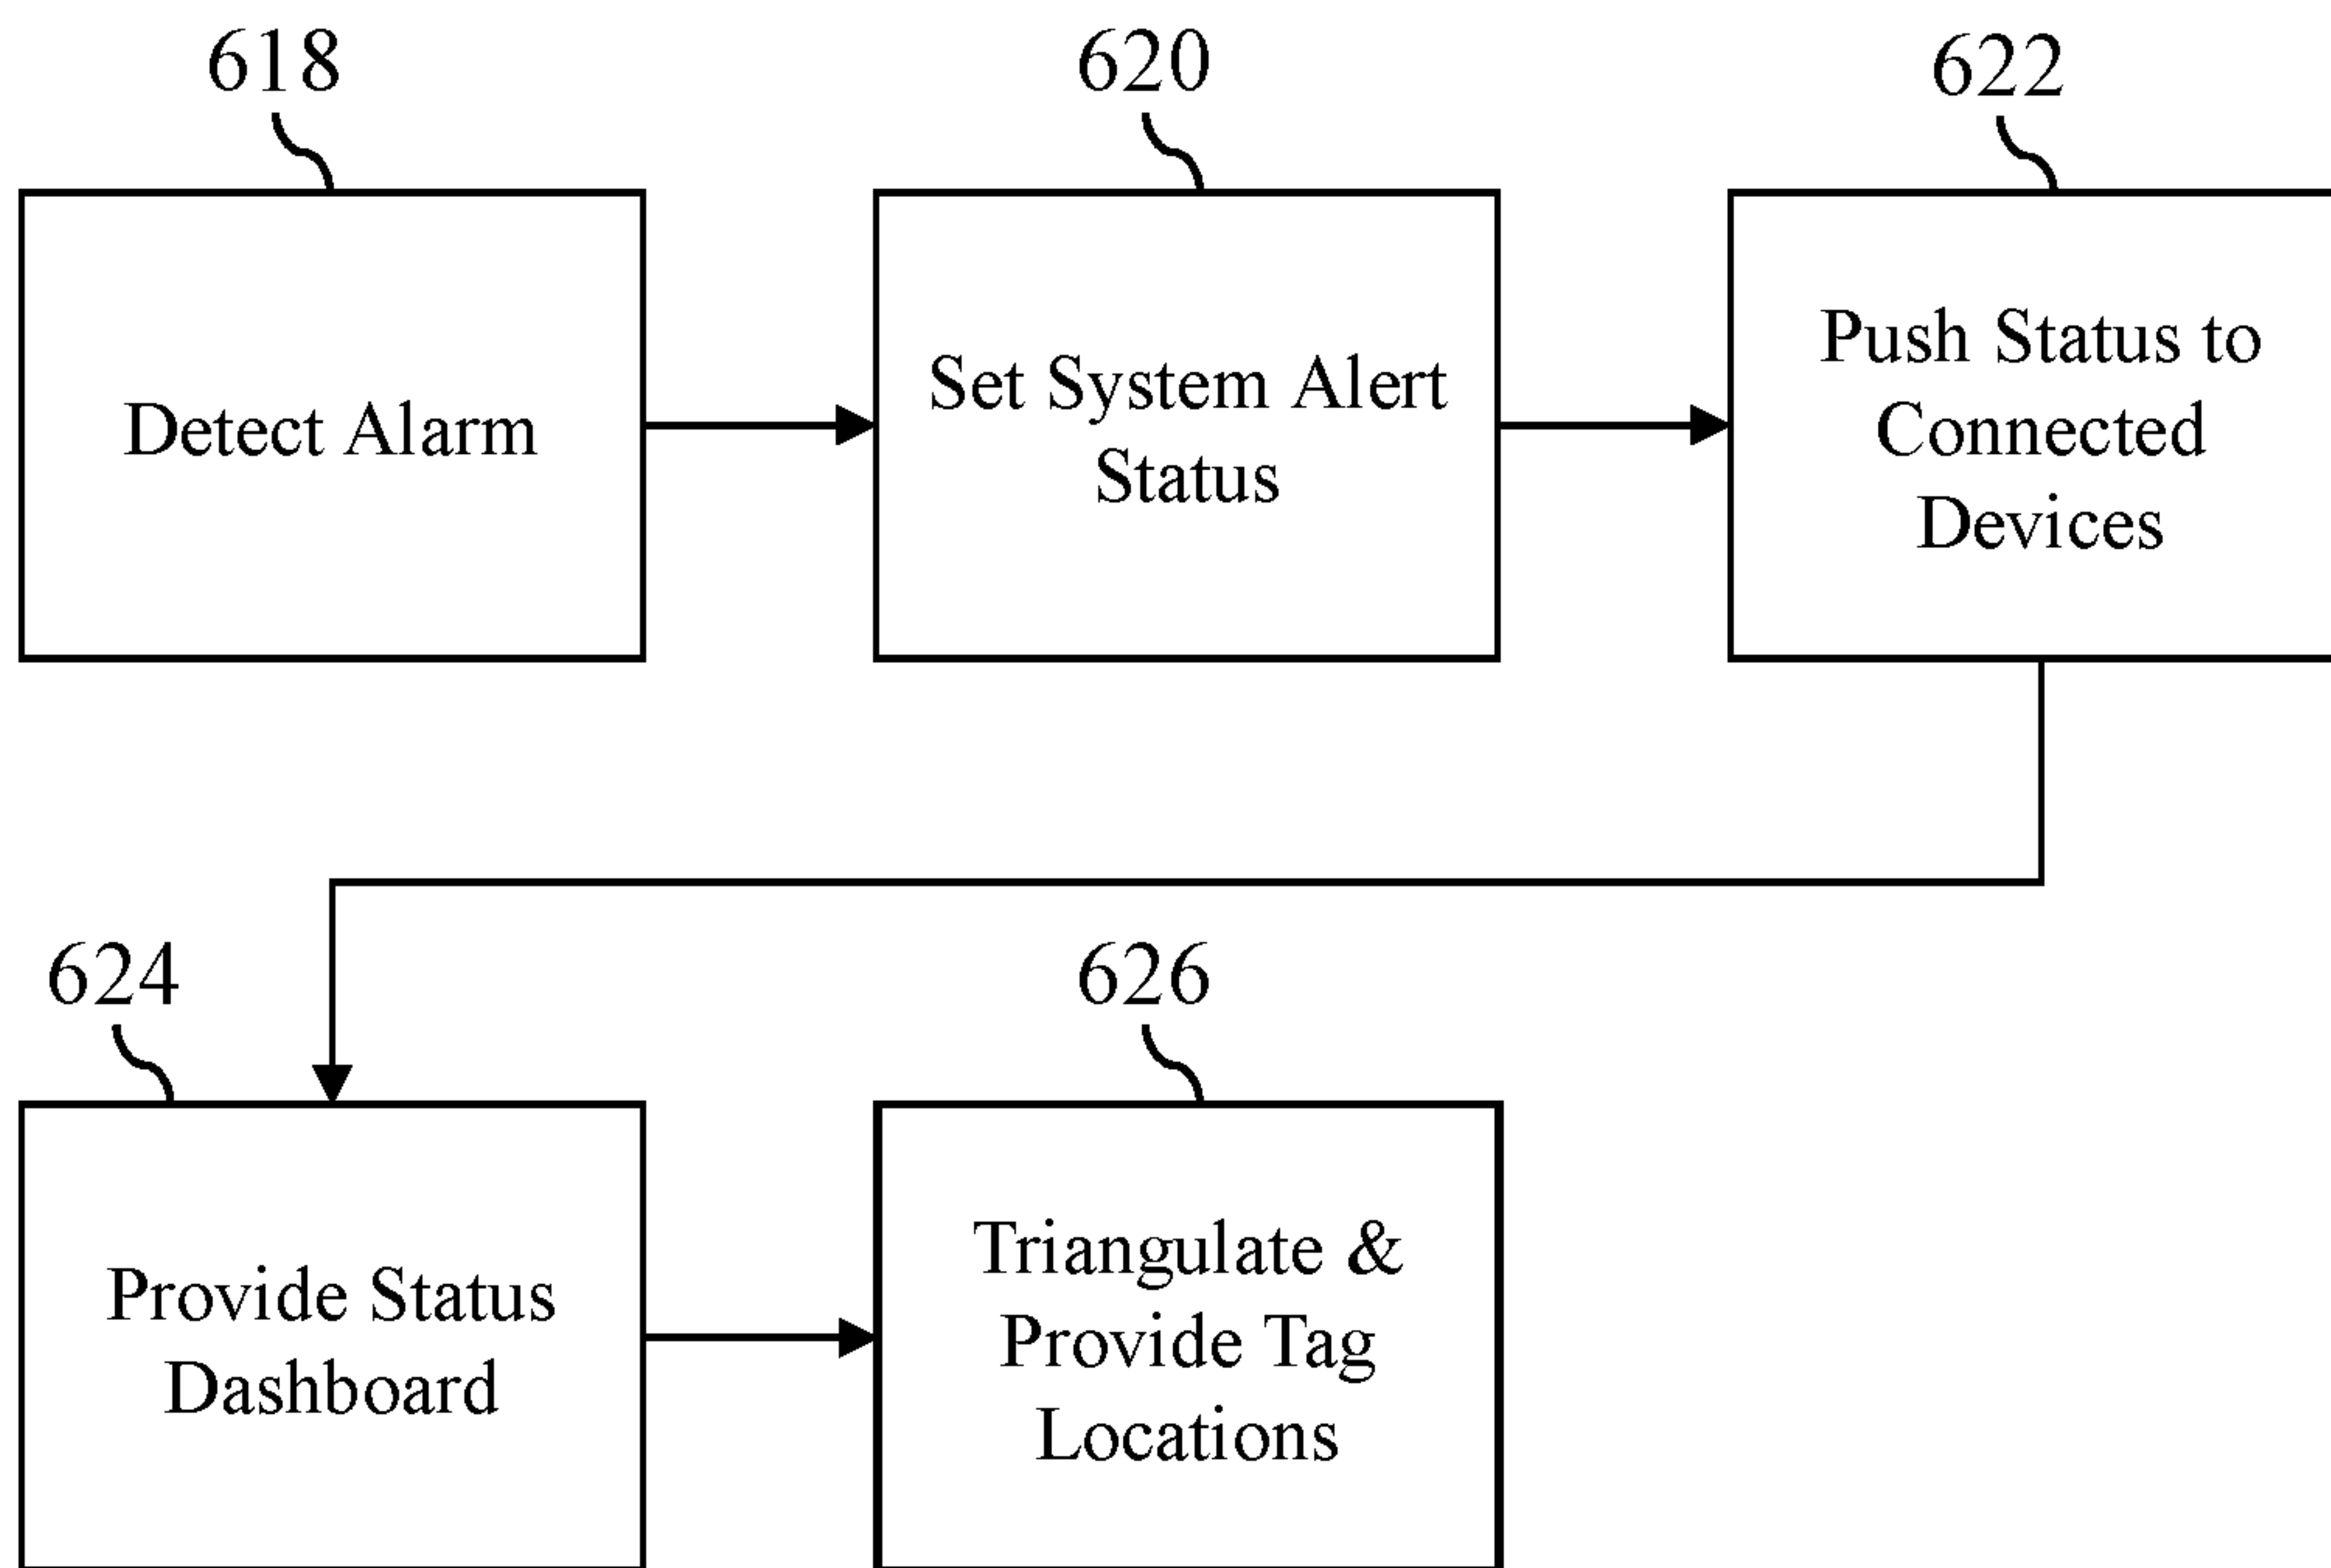 618
620
622
Detect Alarm
Set System Alert
Status
Push Status to
Connected
Devices
624
626
Provide Status
Dashboard
Triangulate &
Provide Tag
Locations